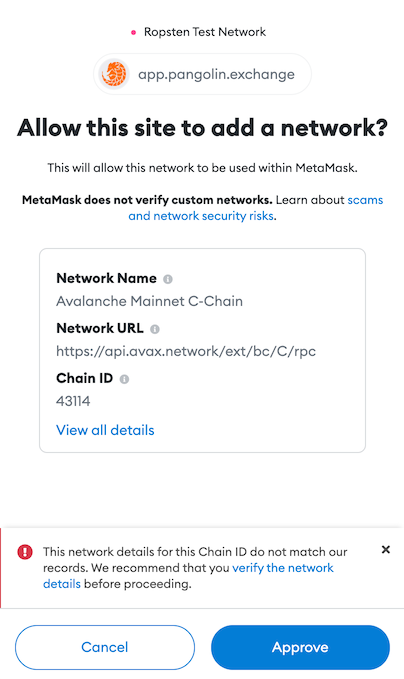 Ropsten Test Network
app.pangolin.exchange
Allow this site to add a network?
This will allow this network to be used within MetaMask.
MetaMask does not verify custom networks. Learn about scams
and network security risks.
Network Name
Avalanche Mainnet C-Chain
Network URL
https://api.avax.network/ext/bc/C/rpc
Chain ID
43114
View all details
This network details for this Chain ID do not match our
records. We recommend that you verify the network
details before proceeding.
Cancel
Approve